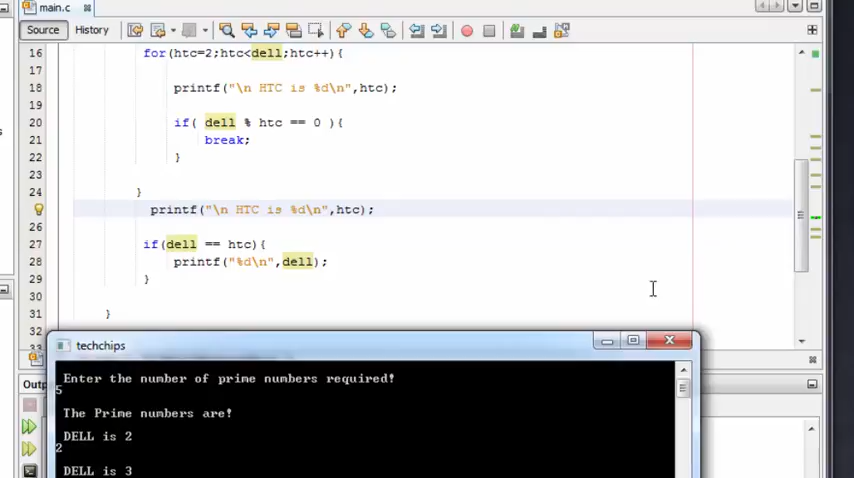 main.c
Source History
16 for(htc=2;htc<dell;htc++){
17
18 printf("\n HTC is %d\n",htc);
19
20 if( dell % htc == 0 ){
21 break;
22 }
23
24 }
printf("\n HTC is %d\n",htc);
26
27 if(dell == htc){
28 printf("%d\n",dell);
29 }
30
31 }
32
33
techchips
Enter the number of prime numbers required!
5
The Prime numbers are!
DELL is 2
2
DELL is 3